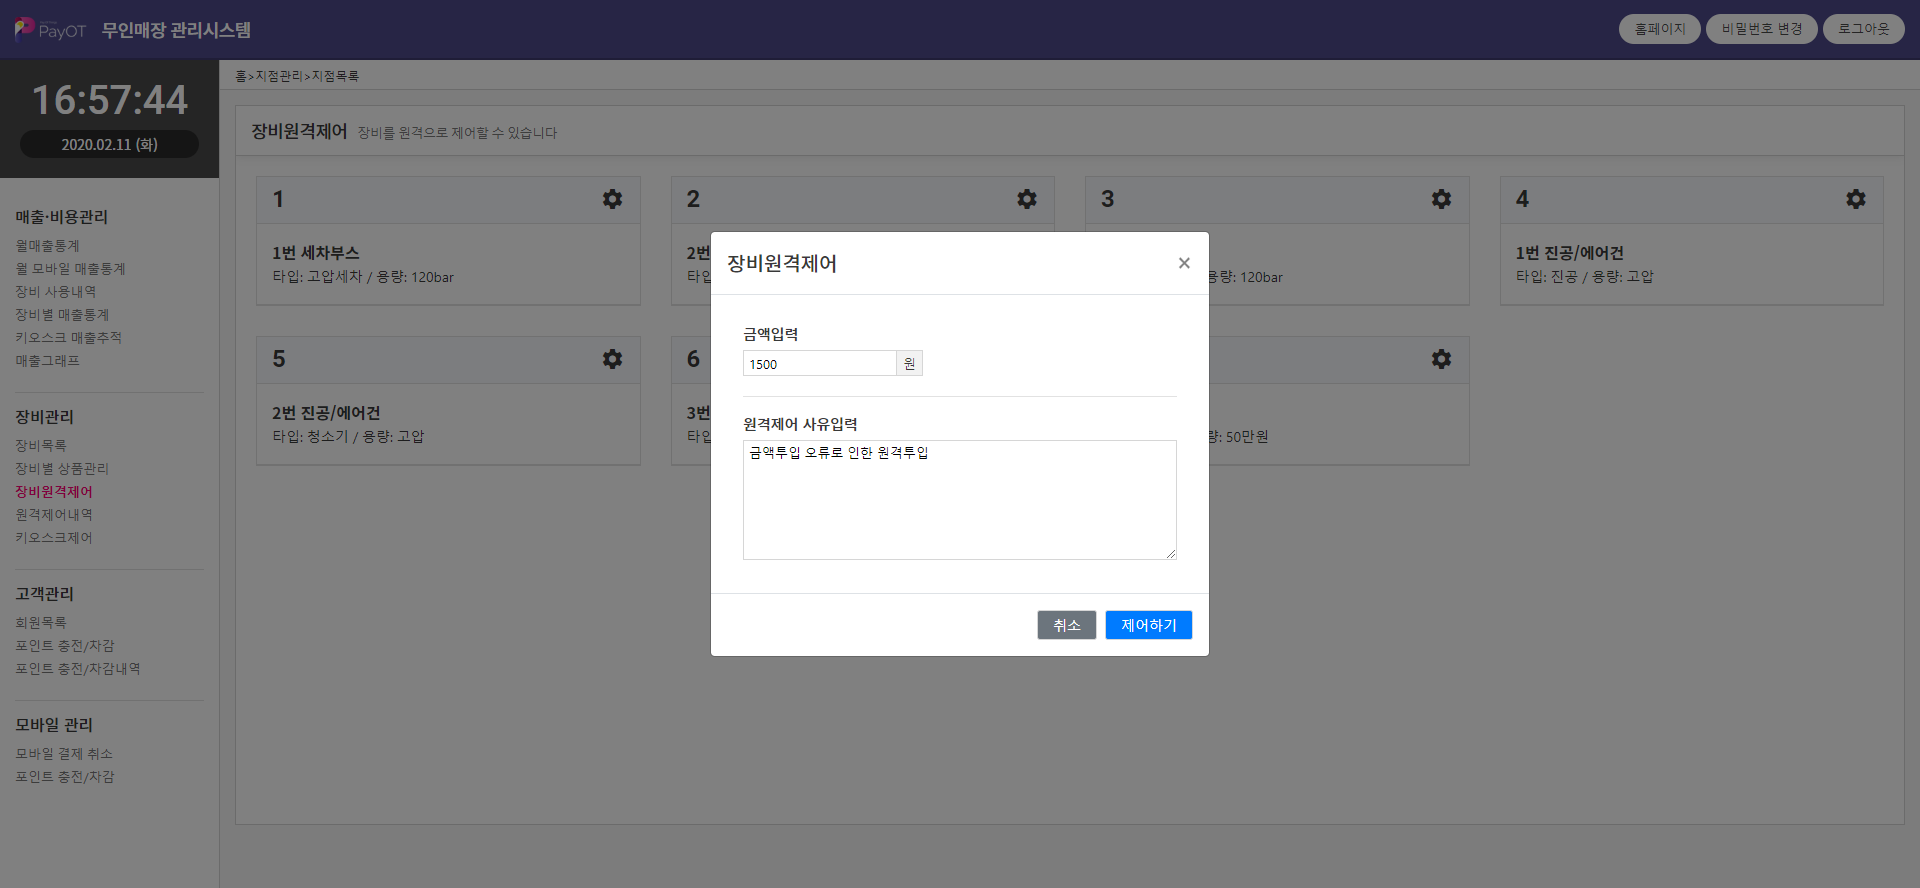 PayOT 무인매장 관리시스템
홈페이지 비밀번호 변경 로그아웃
16:57:44
2020.02.11 (화)
매출·비용관리
월매출통계
월 모바일 매출통계
장비 사용내역
장비별 매출통계
키오스크 매출추적
매출그래프
장비관리
장비목록
장비별 상품관리
장비원격제어
원격제어내역
키오스크제어
고객관리
회원목록
포인트 충전/차감
포인트 충전/차감내역
모바일 관리
모바일 결제 취소
포인트 충전/차감
홈>지점관리>지점목록
장비원격제어 장비를 원격으로 제어할 수 있습니다
1
1번 세차부스
타입: 고압세차 / 용량: 120bar
2
2번
타입
3
용량: 120bar
4
1번 진공/에어건
타입: 진공 / 용량: 고압
5
2번 진공/에어건
타입: 청소기 / 용량: 고압
6
3번
타입
량: 50만원
장비원격제어 ×
금액입력
1500 원
원격제어 사유입력
금액투입 오류로 인한 원격투입
취소 제어하기